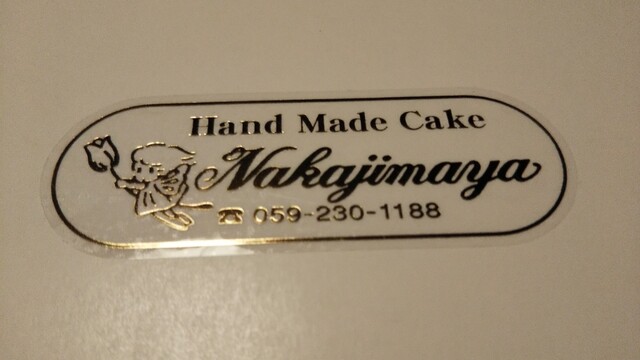 Hand Made Cake
Nakajimaya
☎ 059-230-1188